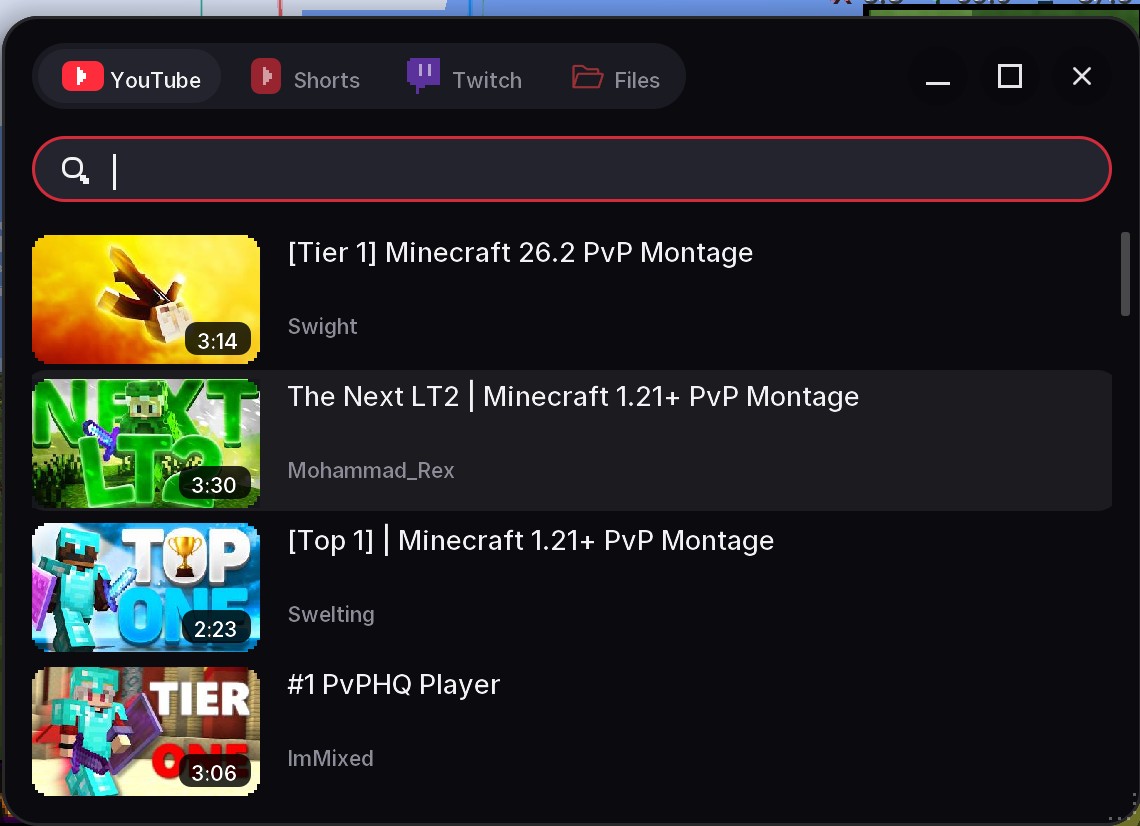 YouTube Shorts Twitch Files
[Tier 1] Minecraft 26.2 PvP Montage
3:14
Swight
NEXT
LT2
The Next LT2 | Minecraft 1.21+ PvP Montage
3:30
Mohammad_Rex
TOP
ONE
[Top 1] | Minecraft 1.21+ PvP Montage
2:23
Swelting
TIER
ONE
#1 PvPHQ Player
3:06
ImMixed